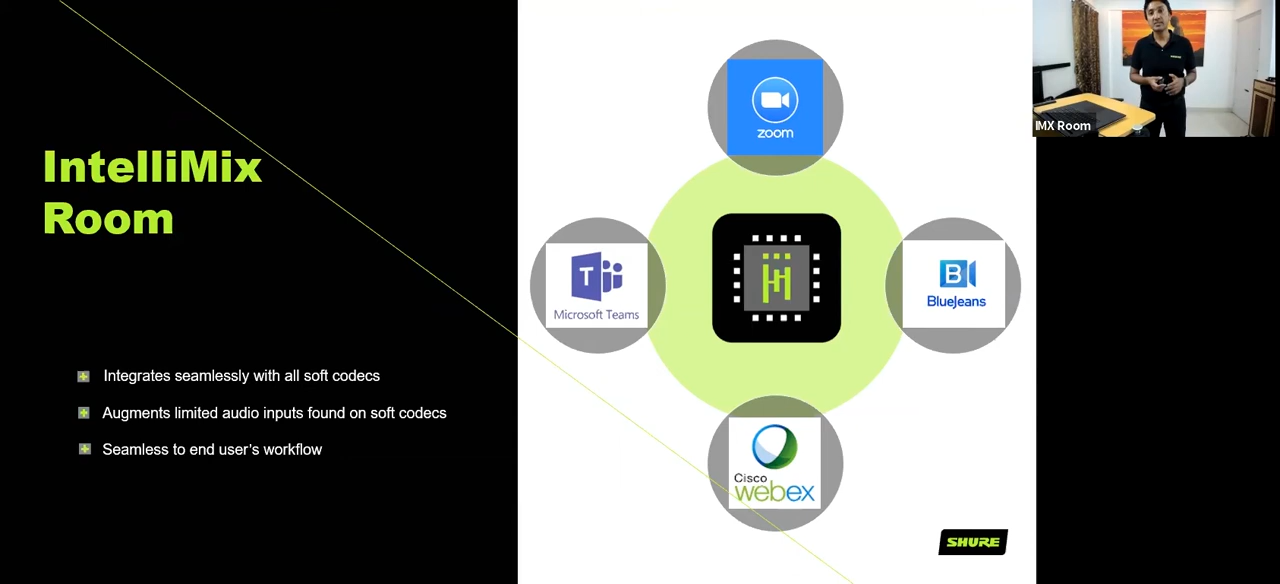 IntelliMix
Room
Integrates seamlessly with all soft codecs
Augments limited audio inputs found on soft codecs
Seamless to end user’s workflow
zoom
T
Microsoft Teams
B
BlueJeans
Cisco
webex
SHURE
IMX Room